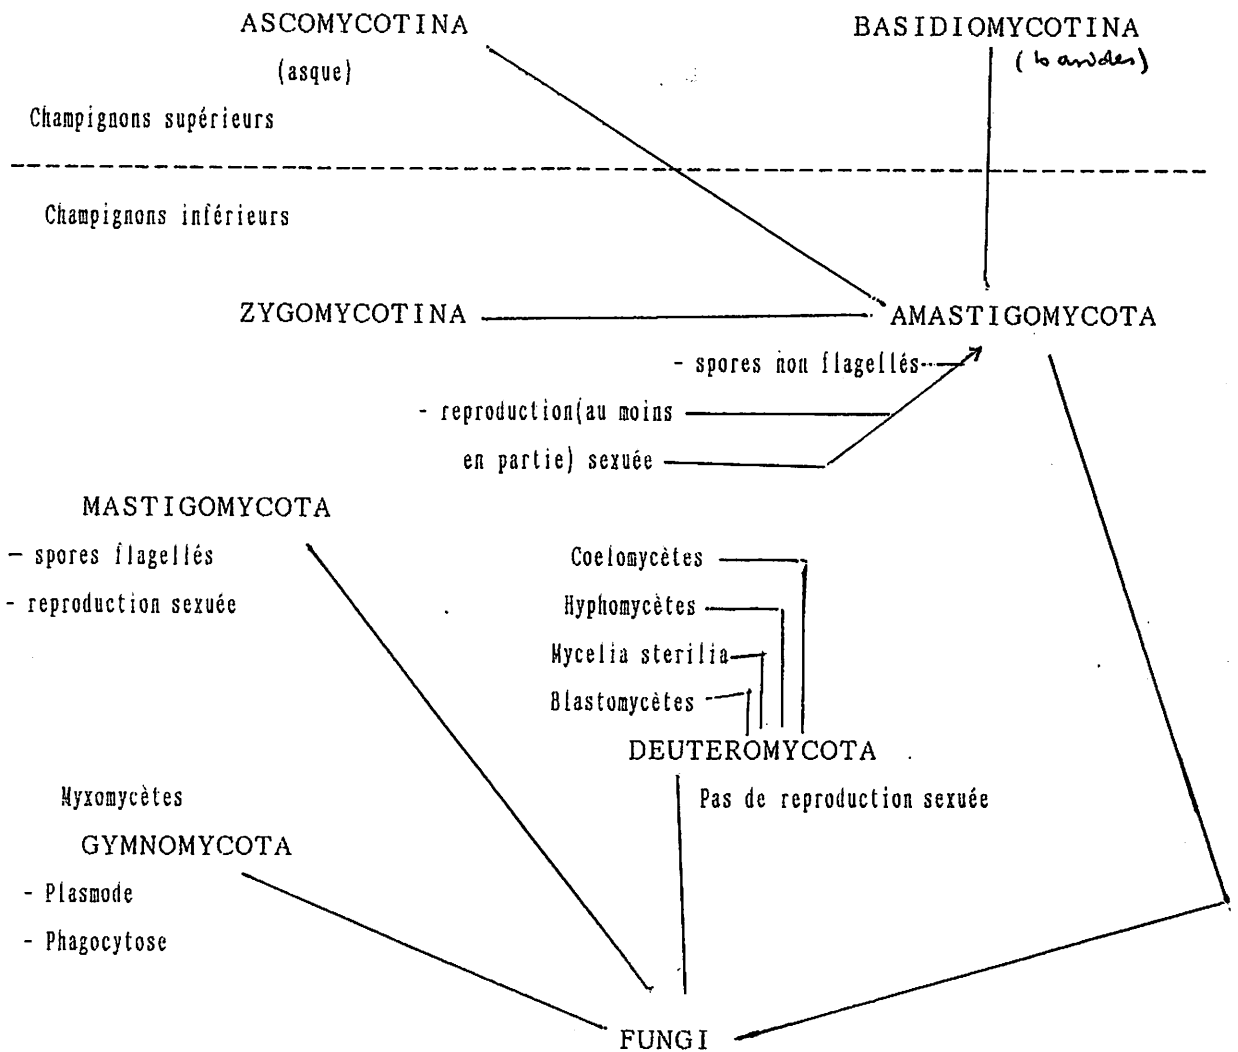 ASCOMYCOTINA
BASIDIOMYCOTINA
(asque)
(basides)
Champignons supérieurs
Champignons inférieurs
ZYGOMYCOTINA
AMASTIGOMYCOTA
- spores non flagellés
- reproduction(au moins
en partie) sexuée
MASTIGOMYCOTA
- spores flagellés
- reproduction sexuée
Coelomycètes
Hyphomycètes
Mycelia sterilia
Blastomycètes
DEUTEROMYCOTA
Pas de reproduction sexuée
Myxomycètes
GYMNOMYCOTA
- Plasmode
- Phagocytose
FUNGI